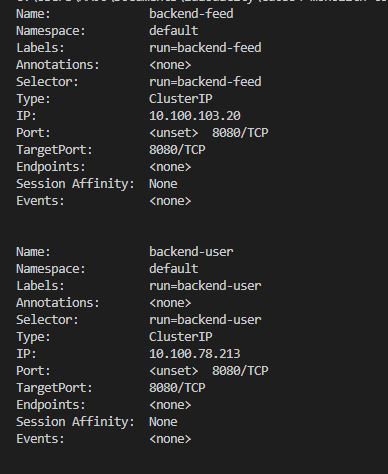 Name: backend-feed
Namespace: default
Labels: run=backend-feed
Annotations: <none>
Selector: run=backend-feed
Type: ClusterIP
IP: 10.100.103.20
Port: <unset> 8080/TCP
TargetPort: 8080/TCP
Endpoints: <none>
Session Affinity: None
Events: <none>
Name: backend-user
Namespace: default
Labels: run=backend-user
Annotations: <none>
Selector: run=backend-user
Type: ClusterIP
IP: 10.100.78.213
Port: <unset> 8080/TCP
TargetPort: 8080/TCP
Endpoints: <none>
Session Affinity: None
Events: <none>